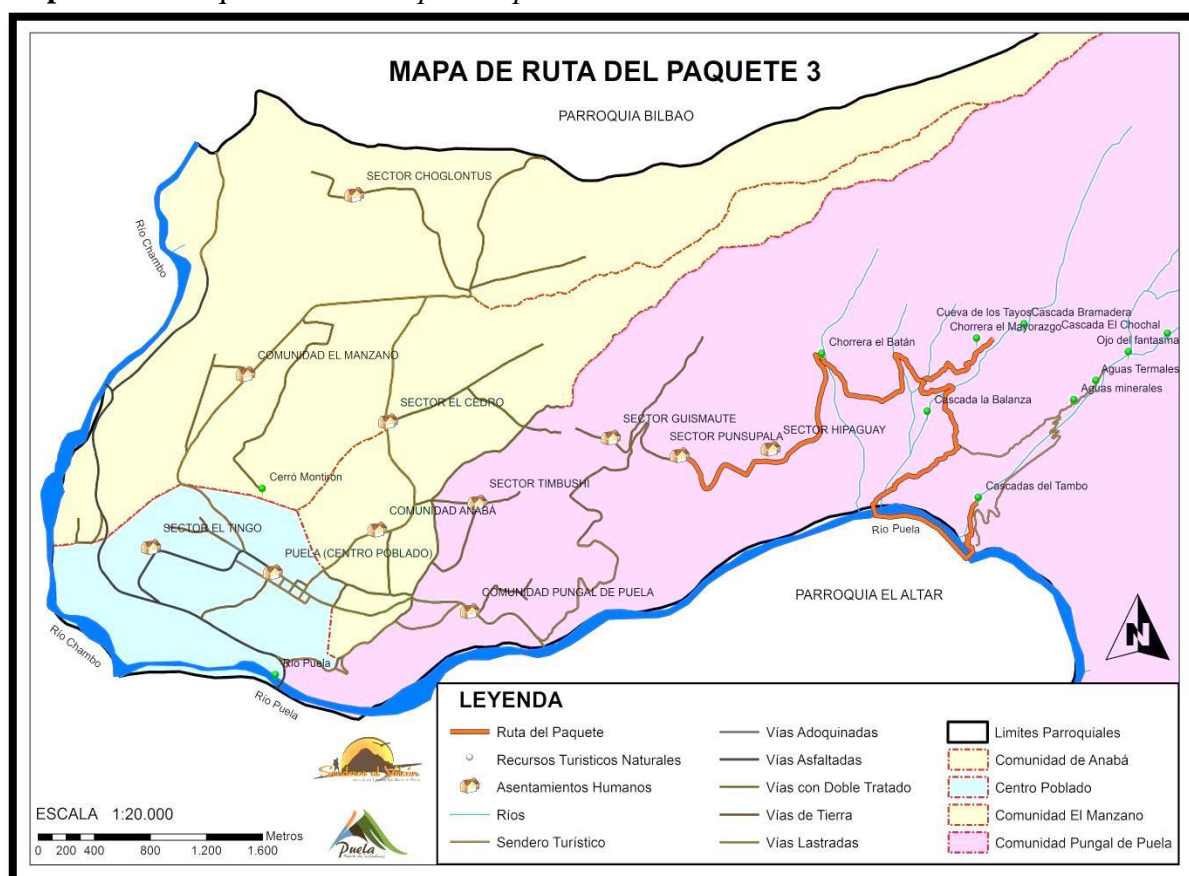 MAPA DE RUTA DEL PAQUETE 3
PARROQUIA BILBAO
SECTOR CHOGLONTUS
Río Chambo
Cueva de los Tayos
Cascada Bramadera
Chorrera el Mayorazgo
Cascada El Chochal
Ojo del fantasma
Chorrera el Batán
COMUNIDAD EL MANZANO
Aguas Termales
Aguas minerales
SECTOR EL CEDRO
Cascada la Balanza
SECTOR GUISMAUTE
SECTOR PUNSUPALA
SECTOR HIPAGUAY
Cerró Montirón
SECTOR TIMBUSHI
Cascadas del Tambo
COMUNIDAD ANABÁ
SECTOR EL TINGO
Río Puela
PUELA (CENTRO POBLADO)
COMUNIDAD PUNGAL DE PUELA
PARROQUIA EL ALTAR
N
Río Chambo
Río Puela
Río Puela
LEYENDA
Ruta del Paquete
Recursos Turisticos Naturales
Asentamientos Humanos
Ríos
Sendero Turístico
Vías Adoquinadas
Vías Asfaltadas
Vías con Doble Tratado
Vías de Tierra
Vías Lastradas
Limites Parroquiales
Comunidad de Anabá
Centro Poblado
Comunidad El Manzano
Comunidad Pungal de Puela
ESCALA 1:20.000
Metros
0 200 400 800 1.200 1.600
Puela